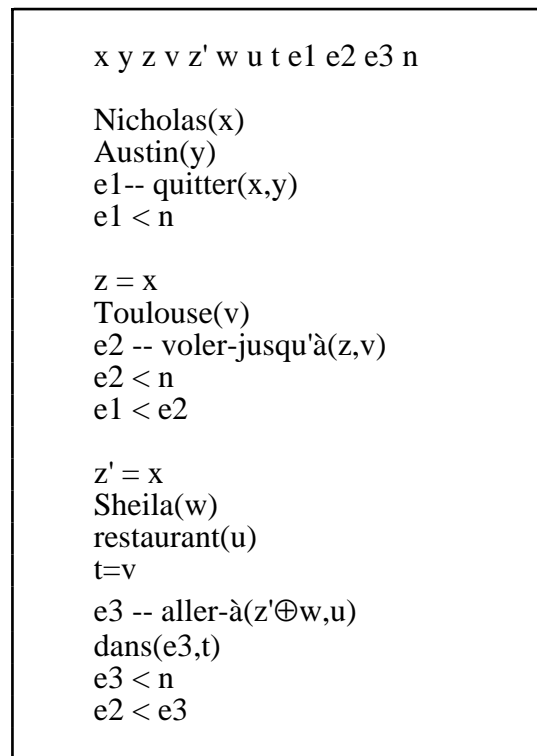 x y z v z' w u t e1 e2 e3 n
Nicholas(x)
Austin(y)
e1-- quitter(x,y)
e1 < n
z = x
Toulouse(v)
e2 -- voler-jusqu'à(z,v)
e2 < n
e1 < e2
z' = x
Sheila(w)
restaurant(u)
t=v
e3 -- aller-à(z'⊕w,u)
dans(e3,t)
e3 < n
e2 < e3